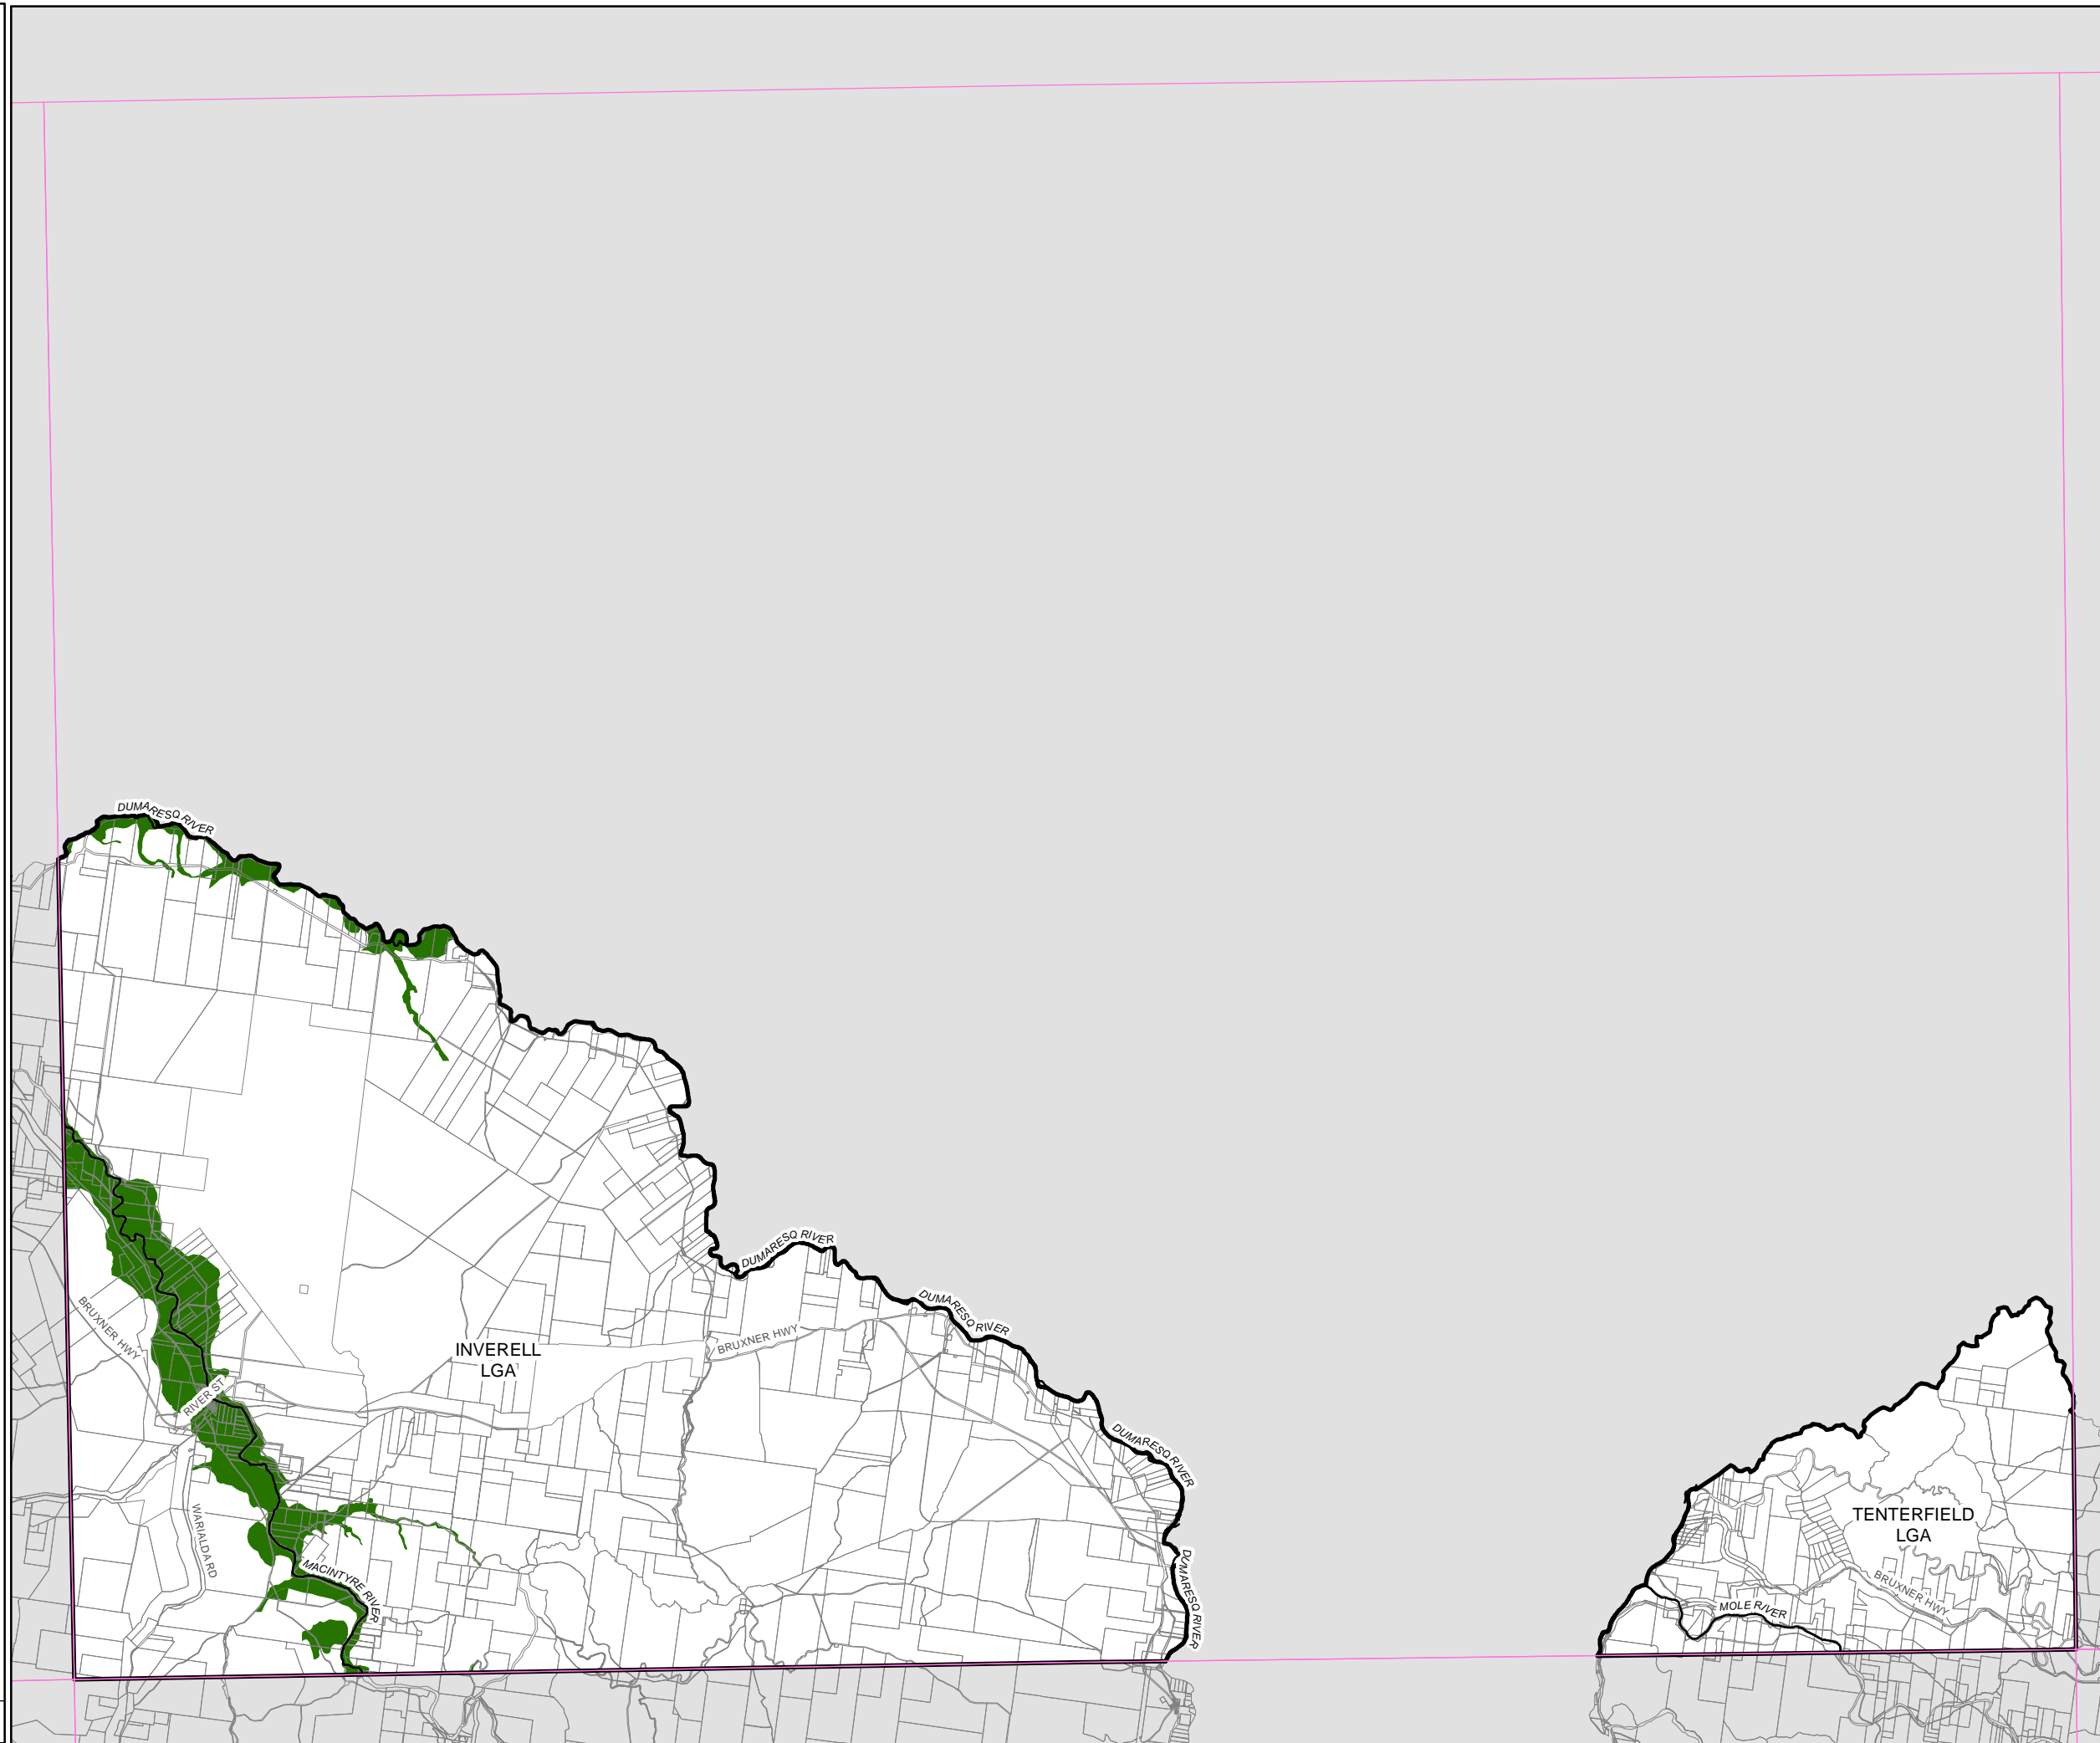 DUMARESQ RIVER
DUMARESQ RIVER
BRUXNER HWY
DUMARESQ RIVER
BRUXNER HWY
INVERELL
LGA
RIVER ST
DUMARESQ RIVER
WARIALDA RD
TENTERFIELD
LGA
MACINTYRE RIVER
DUMARESQ RIVER
BRUXNER HWY
MOLE RIVER